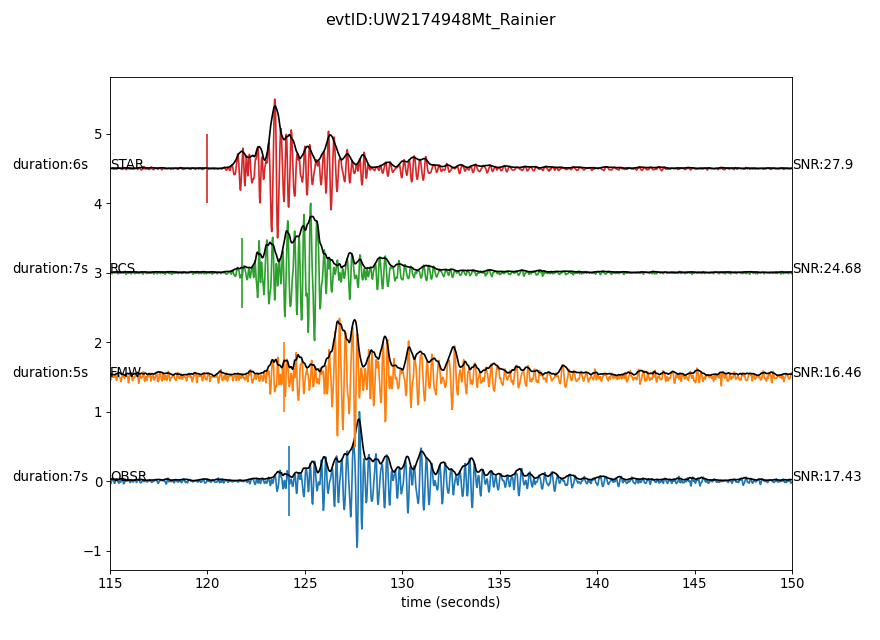 evtID:UW2174948Mt_Rainier
duration:6s STAR SNR:27.9
duration:7s RCS SNR:24.68
duration:5s FMW SNR:16.46
duration:7s OBSR SNR:17.43
5
4
3
2
1
0
−1
115 120 125 130 135 140 145 150
time (seconds)